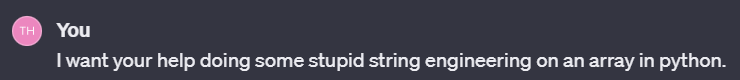 TH
You
I want your help doing some stupid string engineering on an array in python.